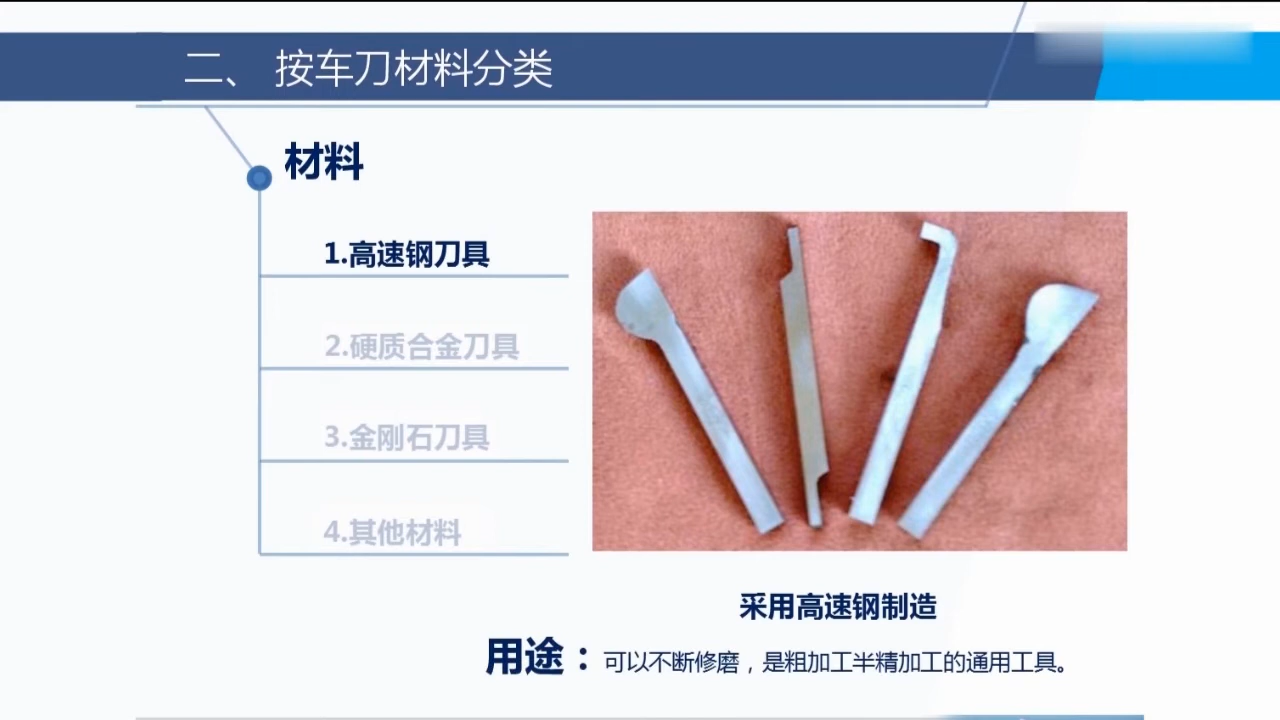 二、 按车刀材料分类
材料
1.高速钢刀具
2.硬质合金刀具
3.金刚石刀具
4.其他材料
采用高速钢制造
用途：可以不断修磨，是粗加工半精加工的通用工具。